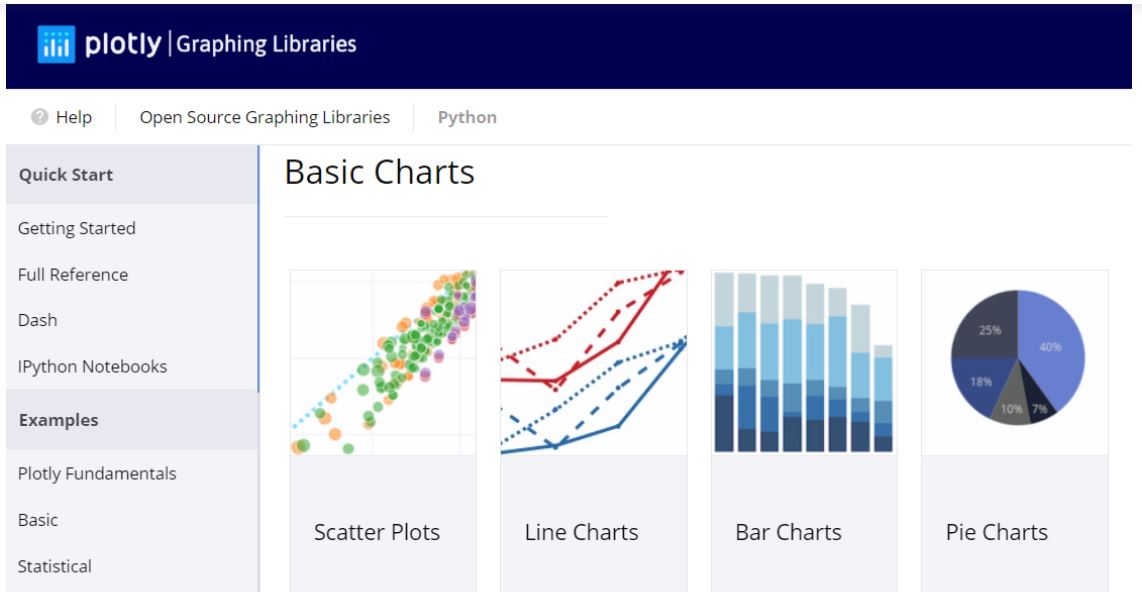 plotly | Graphing Libraries
Help Open Source Graphing Libraries Python
Quick Start
Getting Started
Full Reference
Dash
IPython Notebooks
Examples
Plotly Fundamentals
Basic
Statistical
Basic Charts
25%
40%
18%
10%
7%
Scatter Plots
Line Charts
Bar Charts
Pie Charts